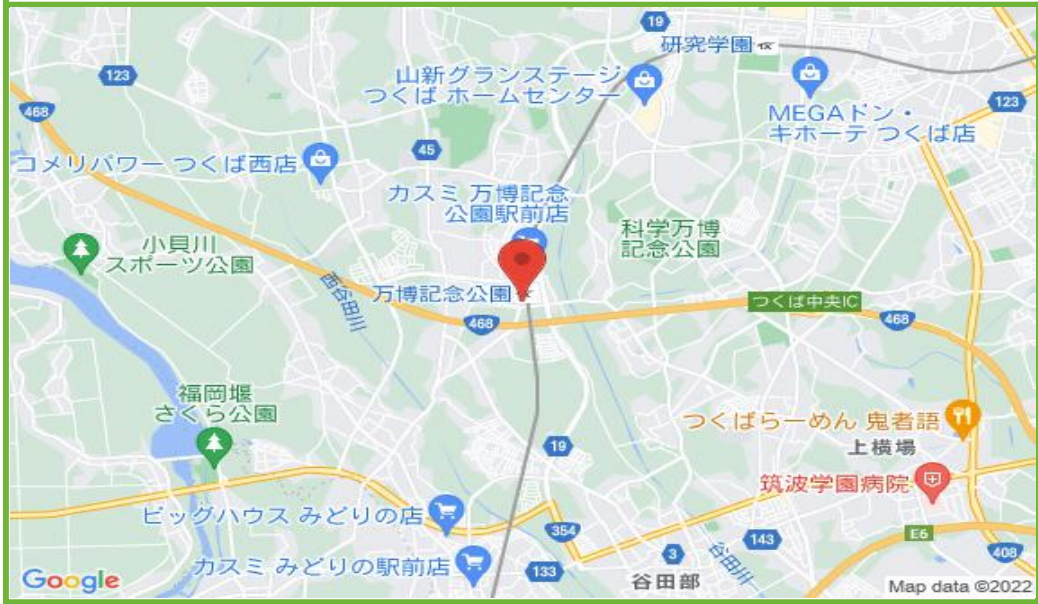 19
研究学園
123
山新グランステージ
つくば ホームセンター
468
MEGAドン・
キホーテ つくば店
123
45
コメリパワー つくば西店
カスミ 万博記念
公園駅前店
科学万博
記念公園
小貝川
スポーツ公園
西谷田川
万博記念公園
つくば中央IC
468
468
福岡堰
さくら公園
つくばらーめん 鬼者語
上横場
19
筑波学園病院
ビッグハウス みどりの店
354
143
E6
3
谷田川
408
カスミ みどりの駅前店
133
谷田部
Google
Map data ©2022